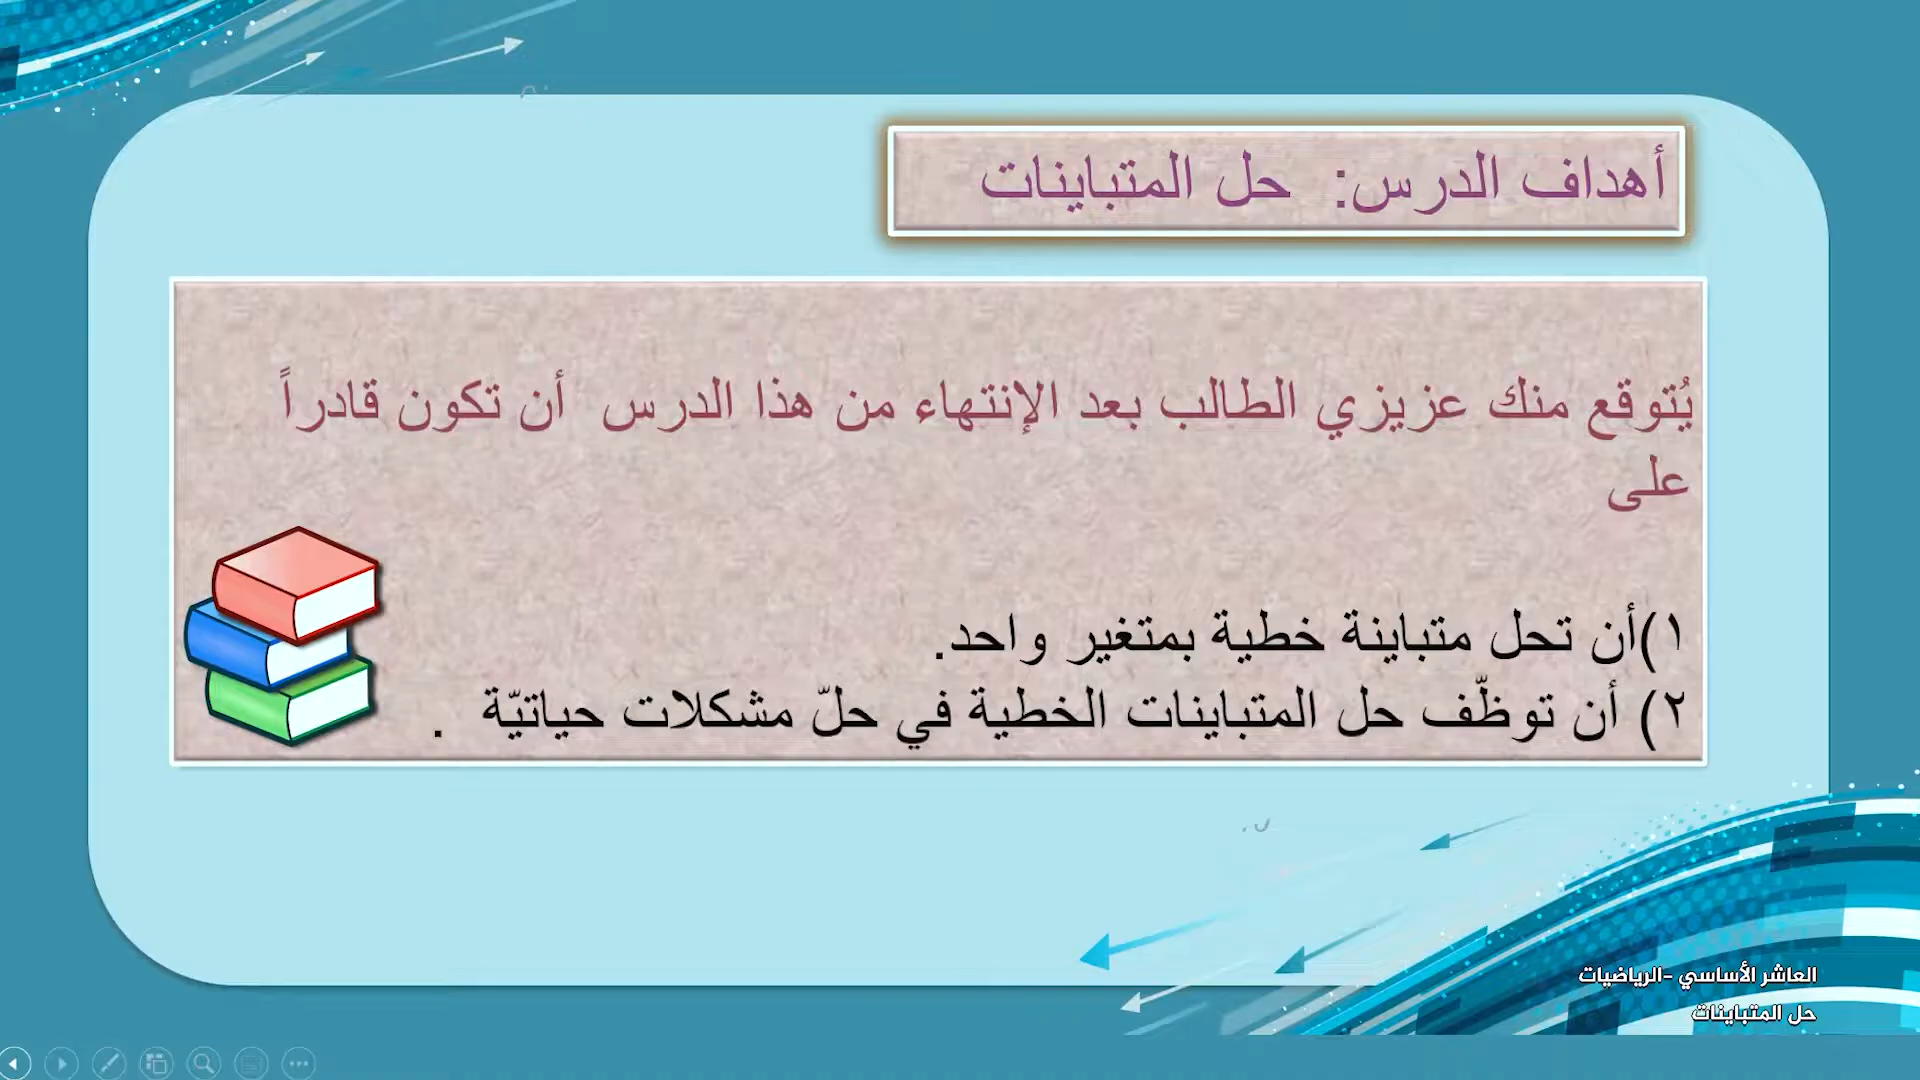 أهداف الدرس: حل المتباينات
يُتوقع منك عزيزي الطالب بعد الإنتهاء من هذا الدرس أن تكون قادراً
على
١)أن تحل متباينة خطية بمتغير واحد.
٢) أن توظّف حل المتباينات الخطية في حلّ مشكلات حياتيّة .
العاشر الأساسي -الرياضيات
حل المتباينات